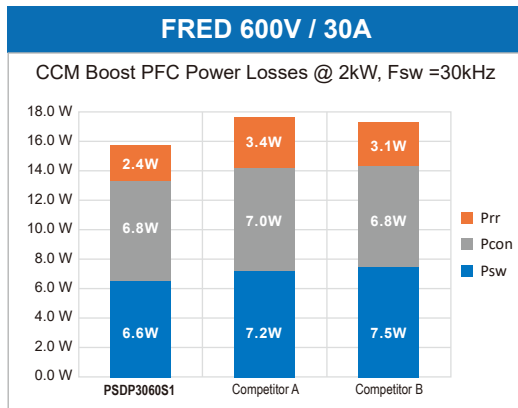 FRED 600V / 30A
CCM Boost PFC Power Losses @ 2kW, Fsw =30kHz
18.0 W
16.0 W
14.0 W
12.0 W
10.0 W
8.0 W
6.0 W
4.0 W
2.0 W
0.0 W
2.4W
3.4W
3.1W
6.8W
7.0W
6.8W
6.6W
7.2W
7.5W
Prr
Pcon
Psw
PSDP3060S1
Competitor A
Competitor B